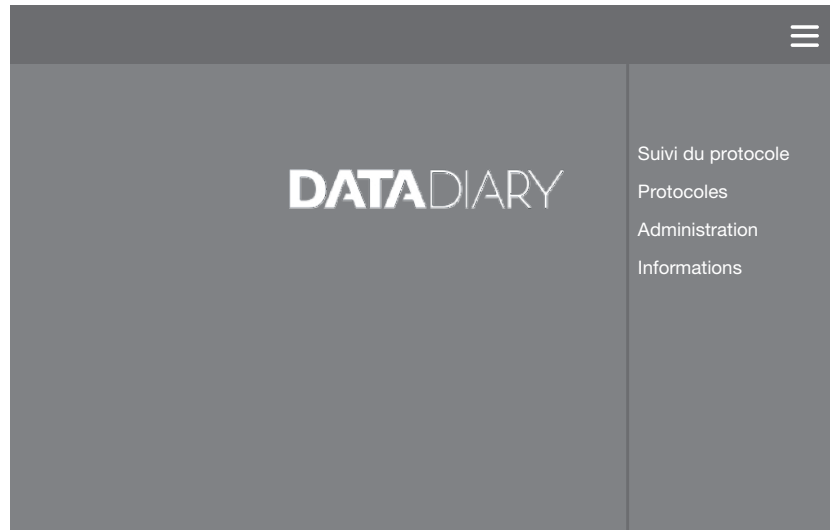 DATADIARY
Suivi du protocole
Protocoles
Administration
Informations